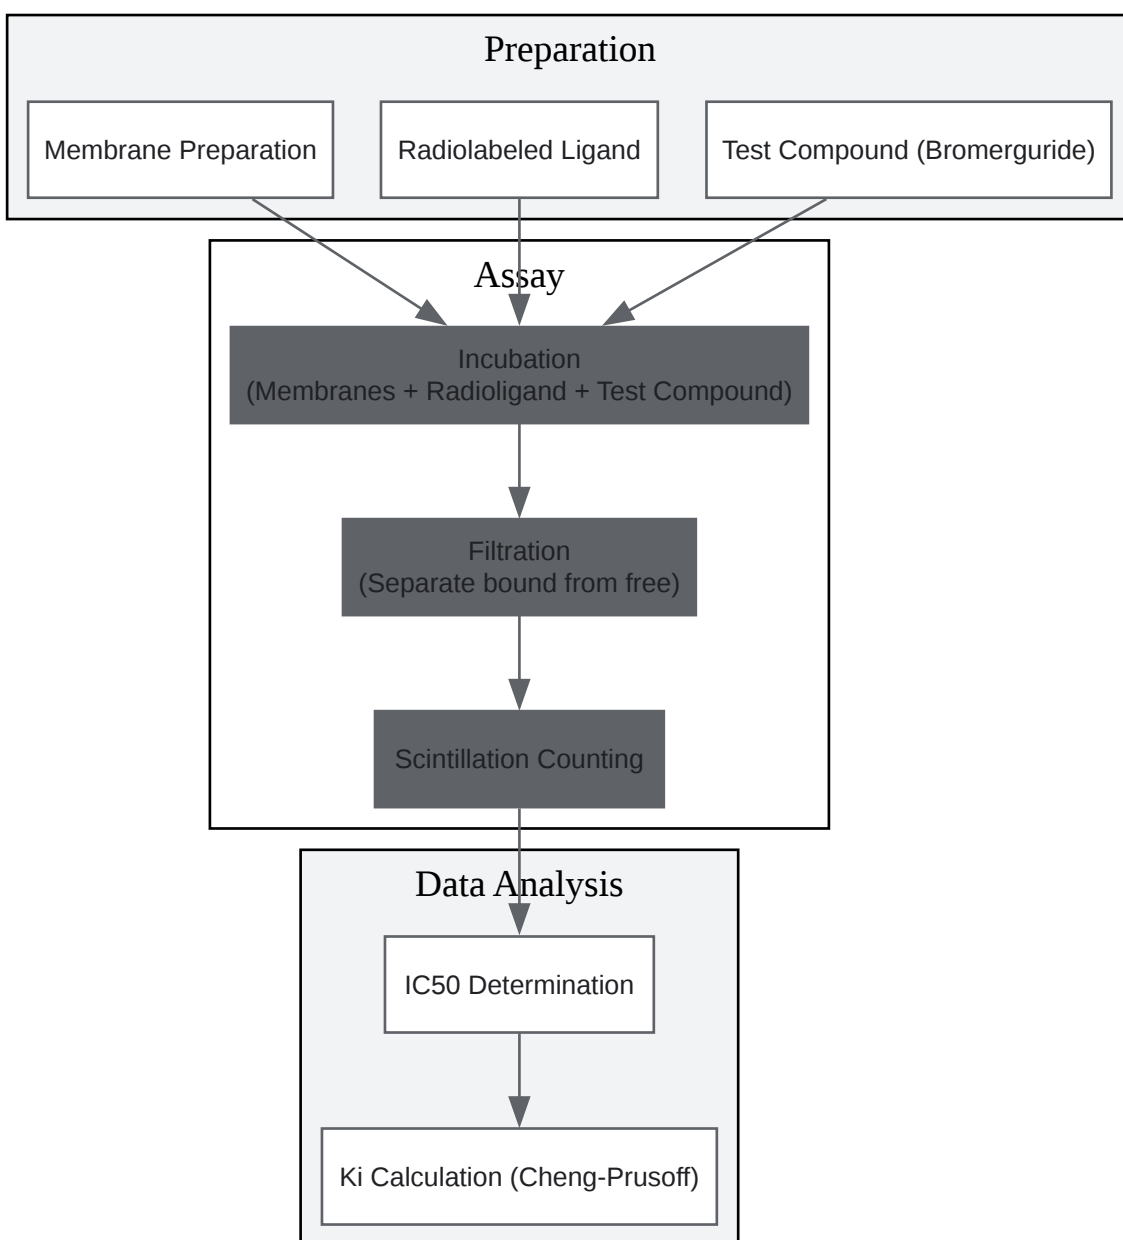 Preparation
Membrane Preparation
Radiolabeled Ligand
Test Compound (Bromerguride)
Assay
Incubation
(Membranes + Radioligand + Test Compound)
Filtration
(Separate bound from free)
Scintillation Counting
Data Analysis
IC50 Determination
Ki Calculation (Cheng-Prusoff)